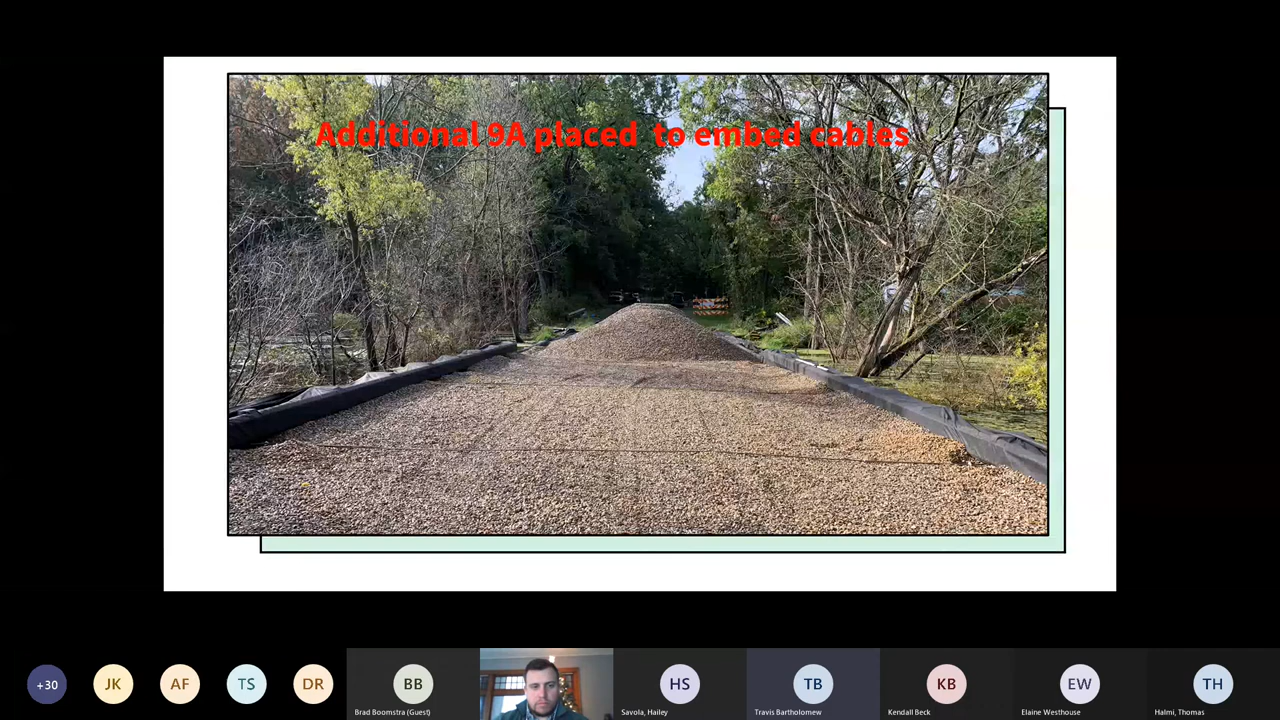 Additional 9A placed  to embed cables
+30
JK
AF
TS
DR
BB
HS
TB
KB
EW
TH
Brad Boomstra (Guest)
Savola, Hailey
Travis Bartholomew
Kendall Beck
Elaine Westhouse
Halmi, Thomas